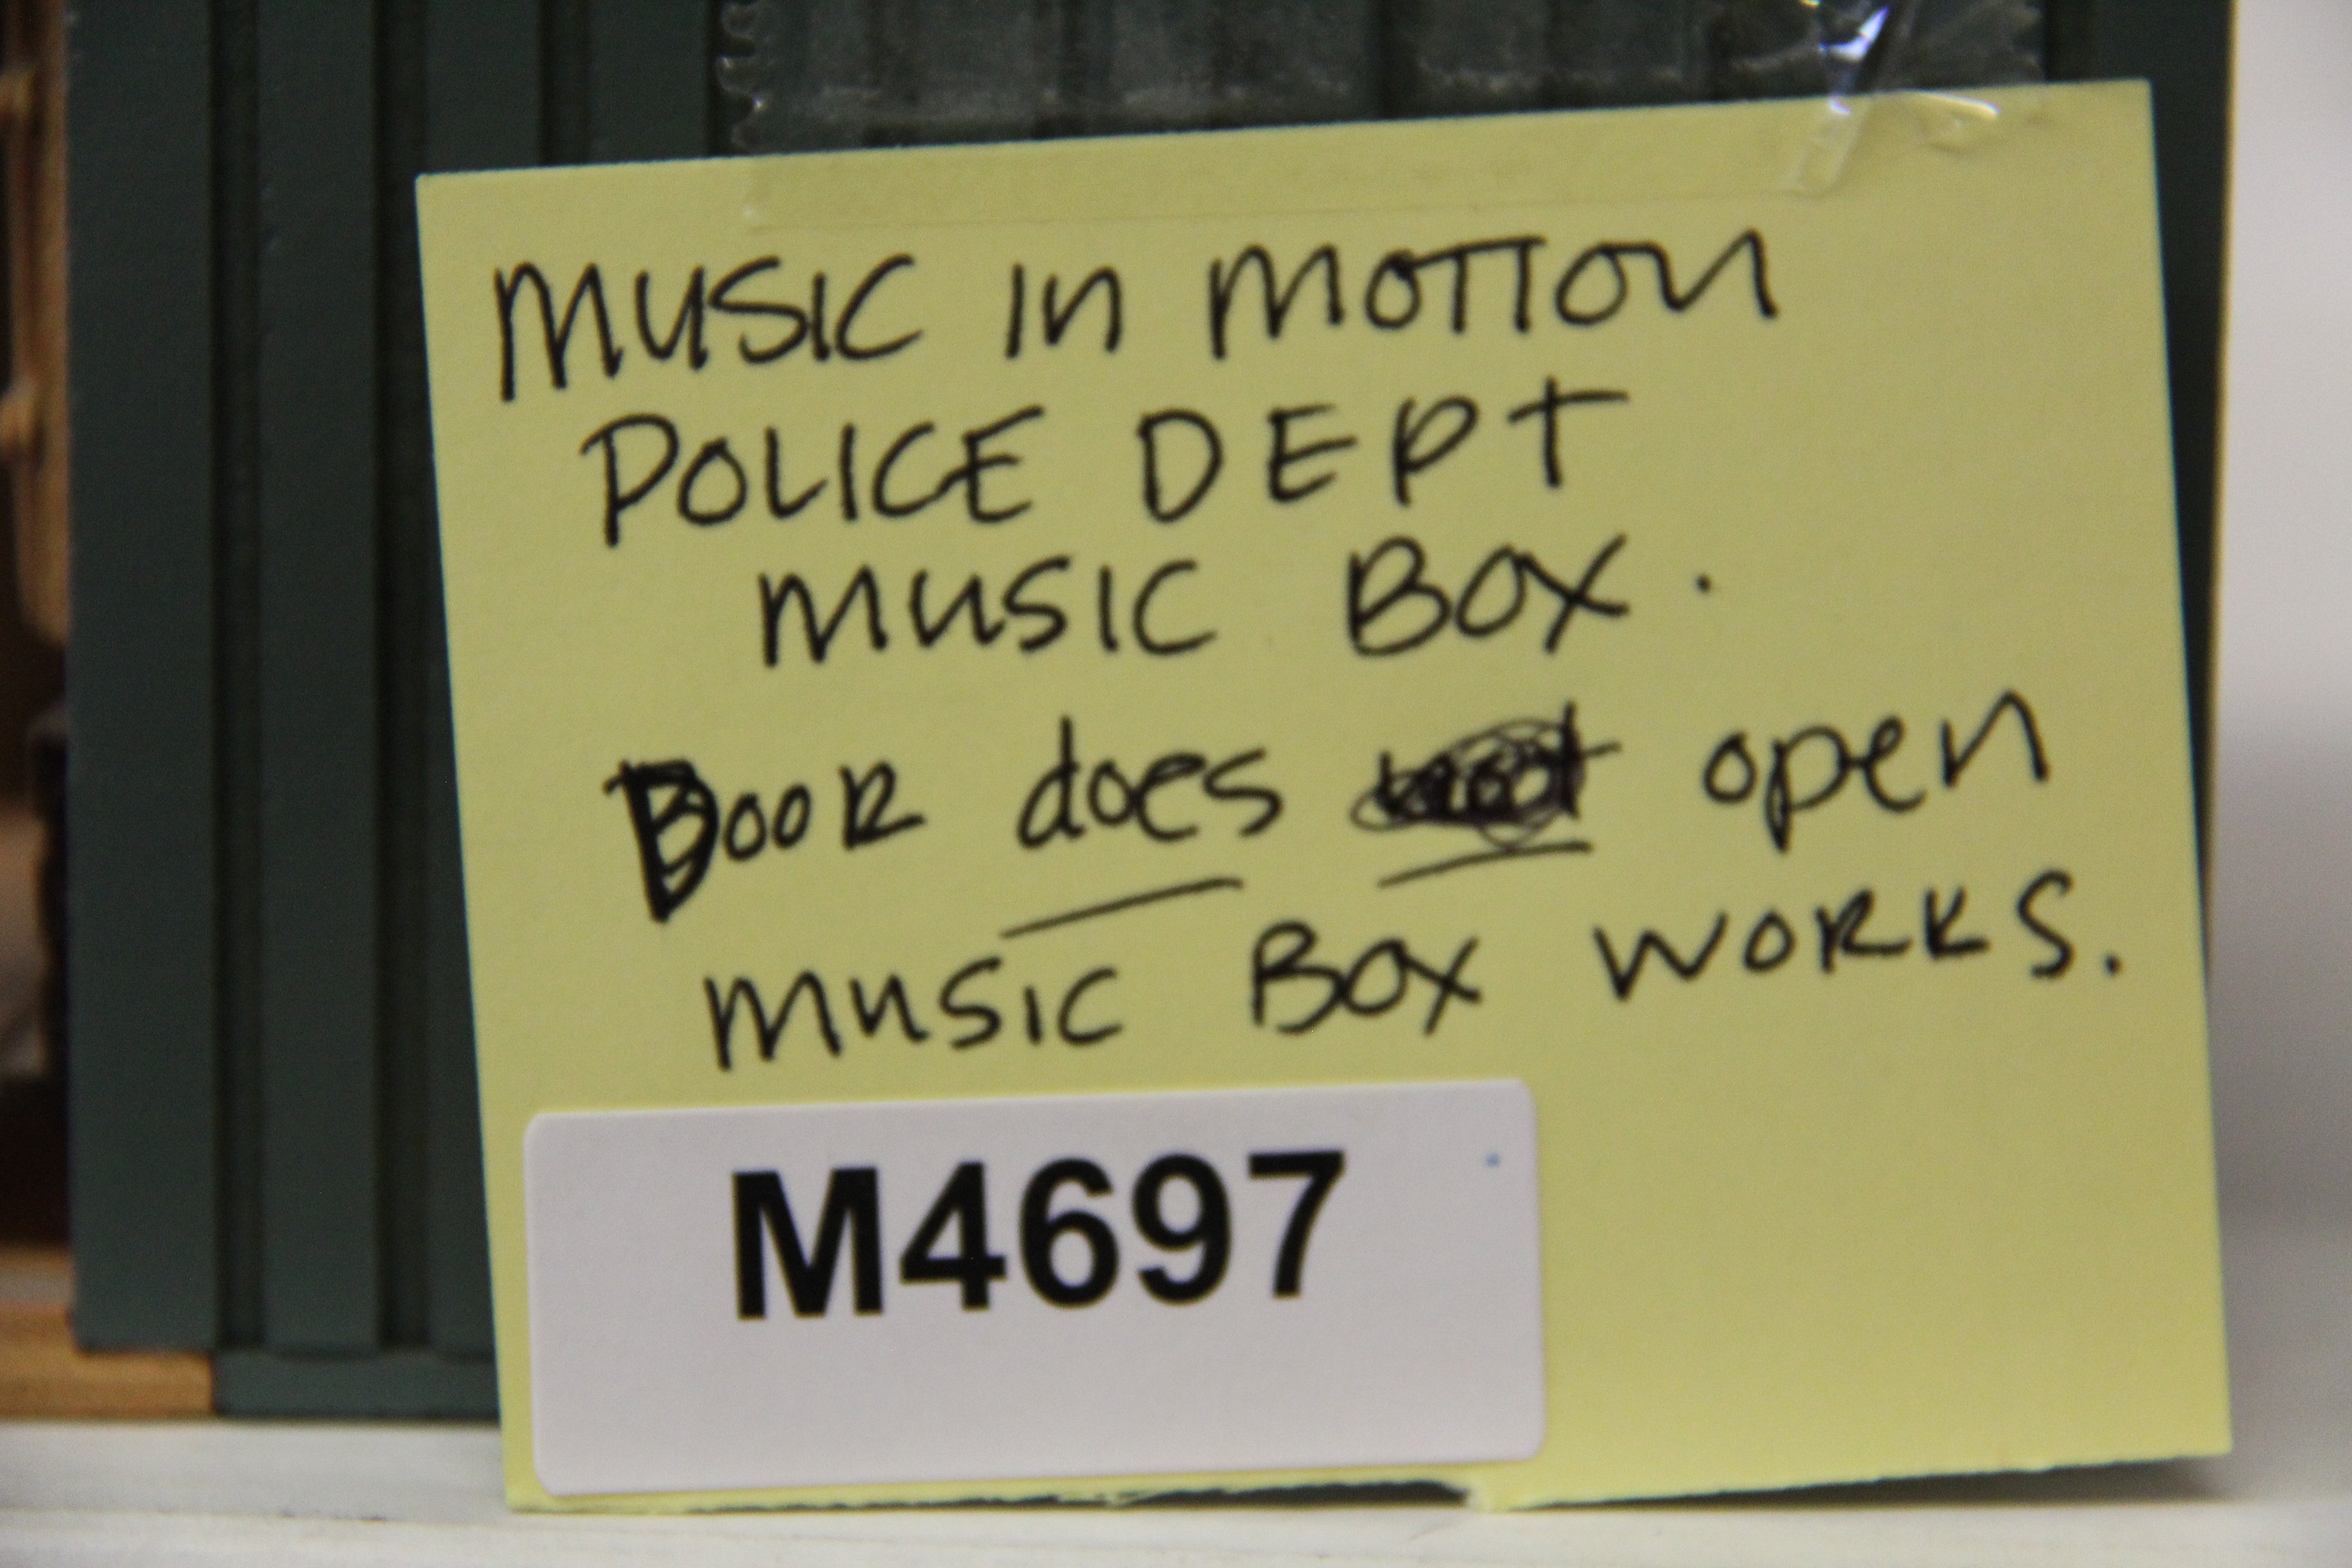 MUSIC IN MOTION
POLICE DEPT
MUSIC BOX.
DOOR does open
MUSIC BOX WORKS.
M4697